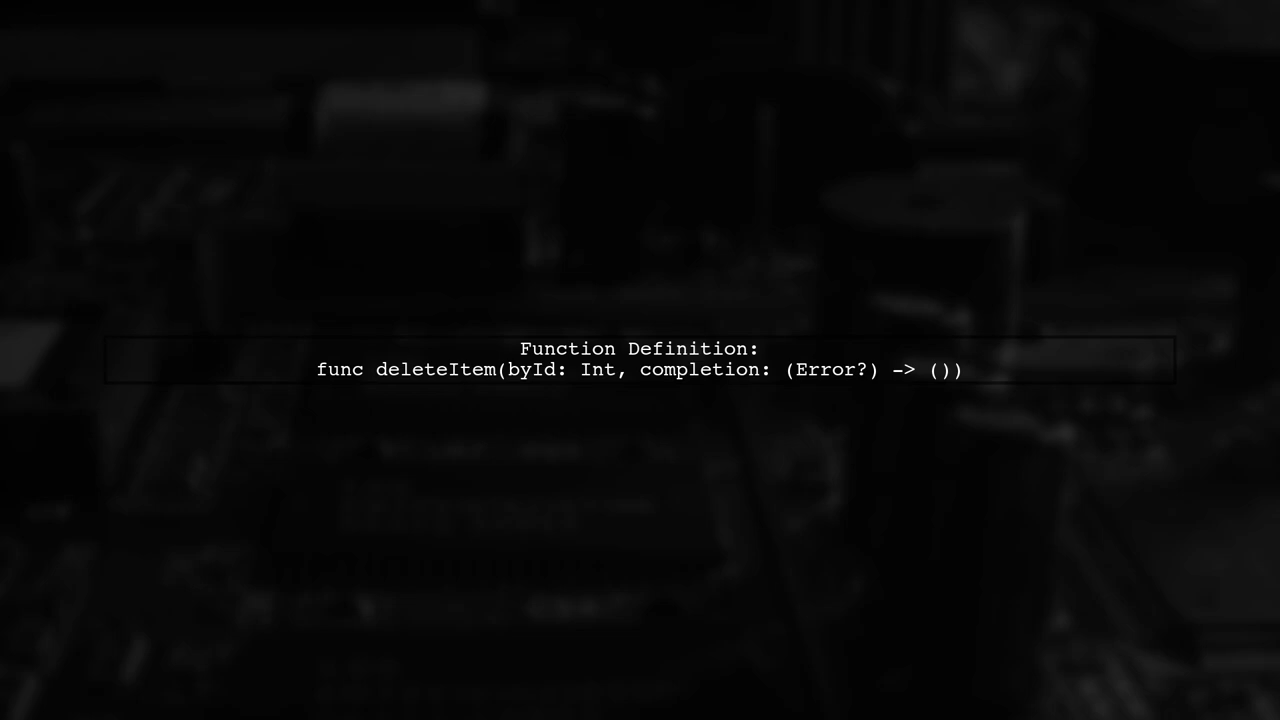 Function Definition:
func deleteItem(byId: Int, completion: (Error?) -> ())